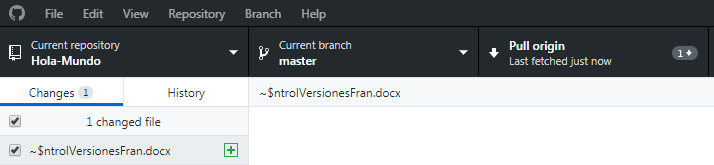 File Edit View Repository Branch Help
Current repository
Hola-Mundo
Current branch
master
Pull origin
Last fetched just now
1
Changes 1
History
~$ntrolVersionesFran.docx
1 changed file
~$ntrolVersionesFran.docx